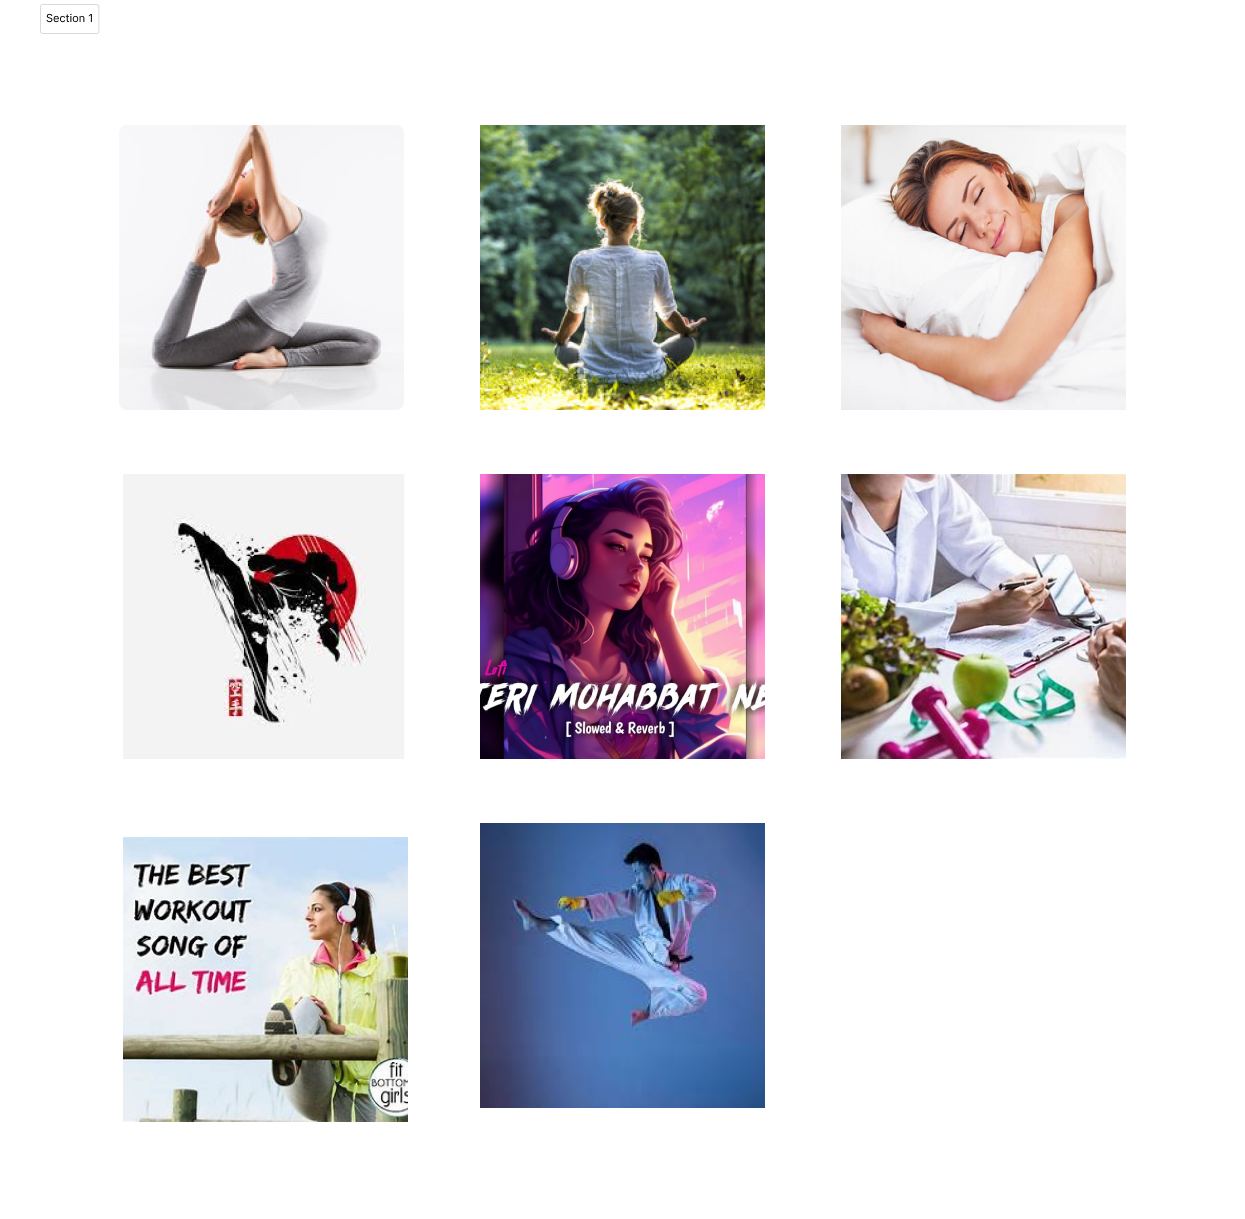 Section 1
空
手
Lofi
TERI MOHABBAT NE
[ Slowed & Reverb ]
THE BEST
WORKOUT
SONG OF
ALL TIME
fit
BOTTOM
girls